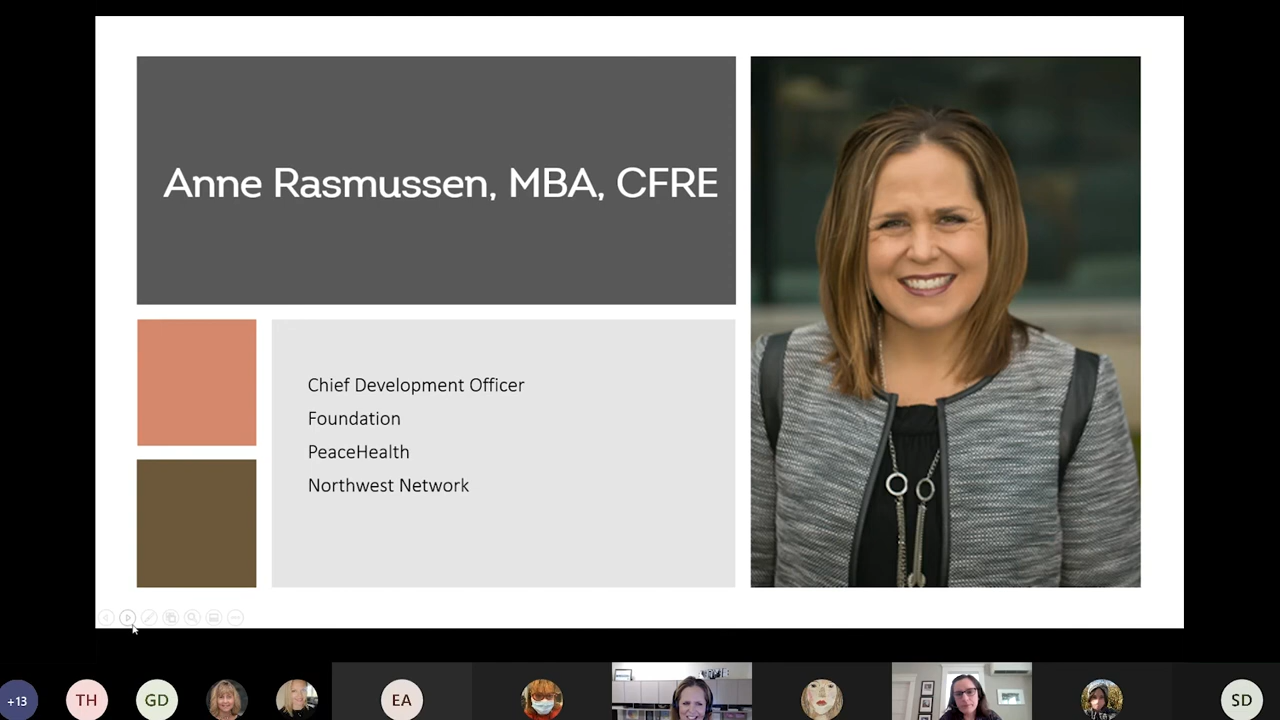 Anne Rasmussen, MBA, CFRE
Chief Development Officer
Foundation
PeaceHealth
Northwest Network
+13
TH
GD
EA
SD